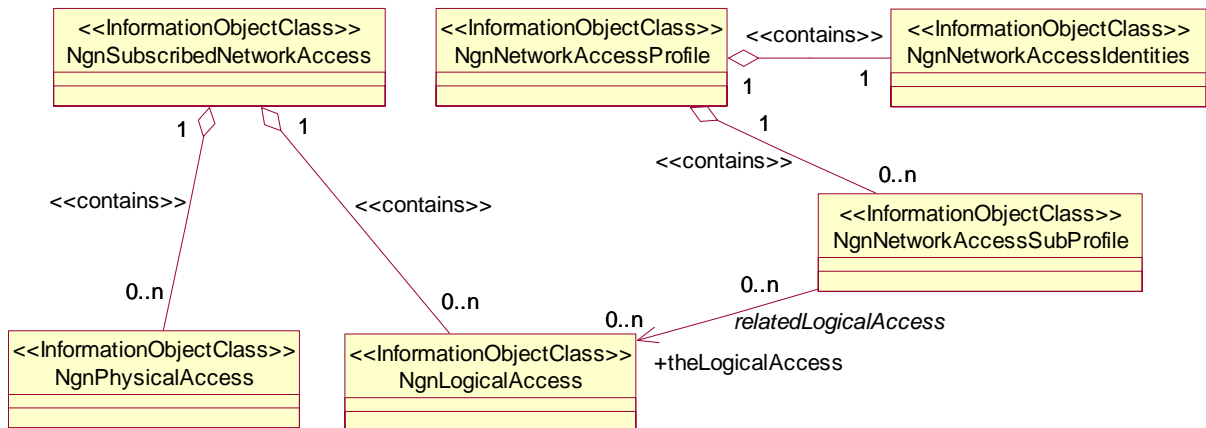 <<InformationObjectClass>>
NgnSubscribedNetworkAccess
<<InformationObjectClass>>
NgnNetworkAccessProfile
<<contains>>
<<InformationObjectClass>>
NgnNetworkAccessIdentities
1
1
1
1
1
<<contains>>
<<contains>>
<<contains>>
0..n
<<InformationObjectClass>>
NgnNetworkAccessSubProfile
0..n
0..n
0..n
0..n
relatedLogicalAccess
+theLogicalAccess
<<InformationObjectClass>>
NgnPhysicalAccess
<<InformationObjectClass>>
NgnLogicalAccess